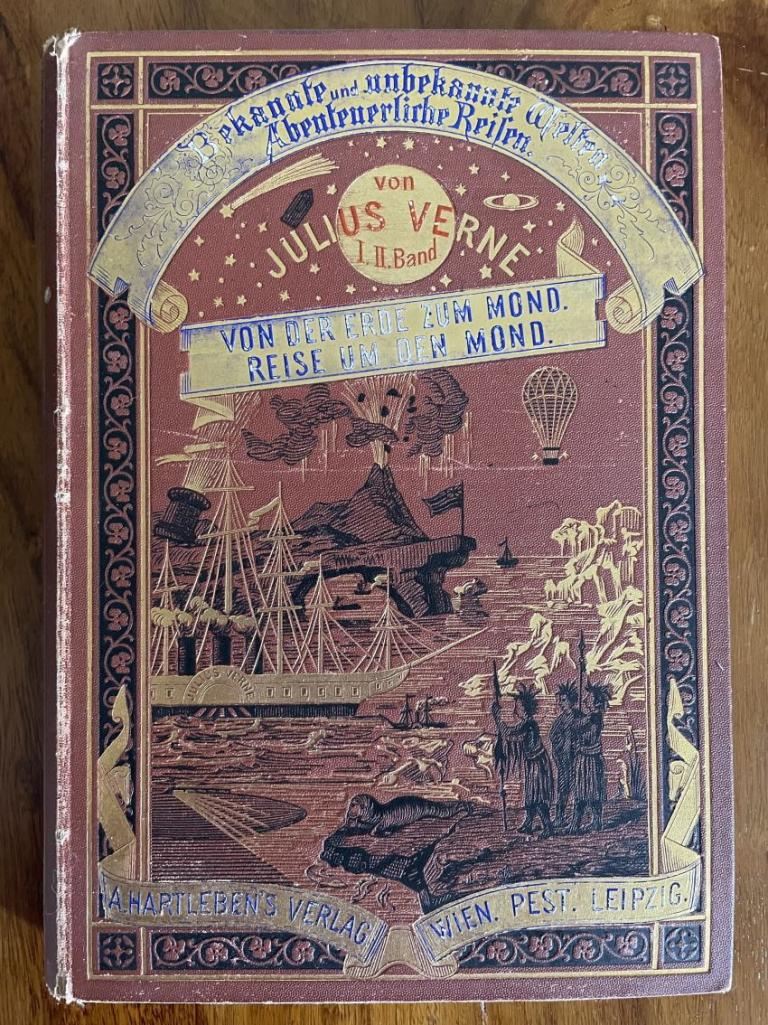 Bekannte und unbekannte Welten.
Abenteuerliche Reisen.
von
JULIUS VERNE
I. II. Band
VON DER ERDE ZUM MOND.
REISE UM DEN MOND.
JULIUS VERNE
A. HARTLEBEN'S VERLAG
WIEN. PEST. LEIPZIG.